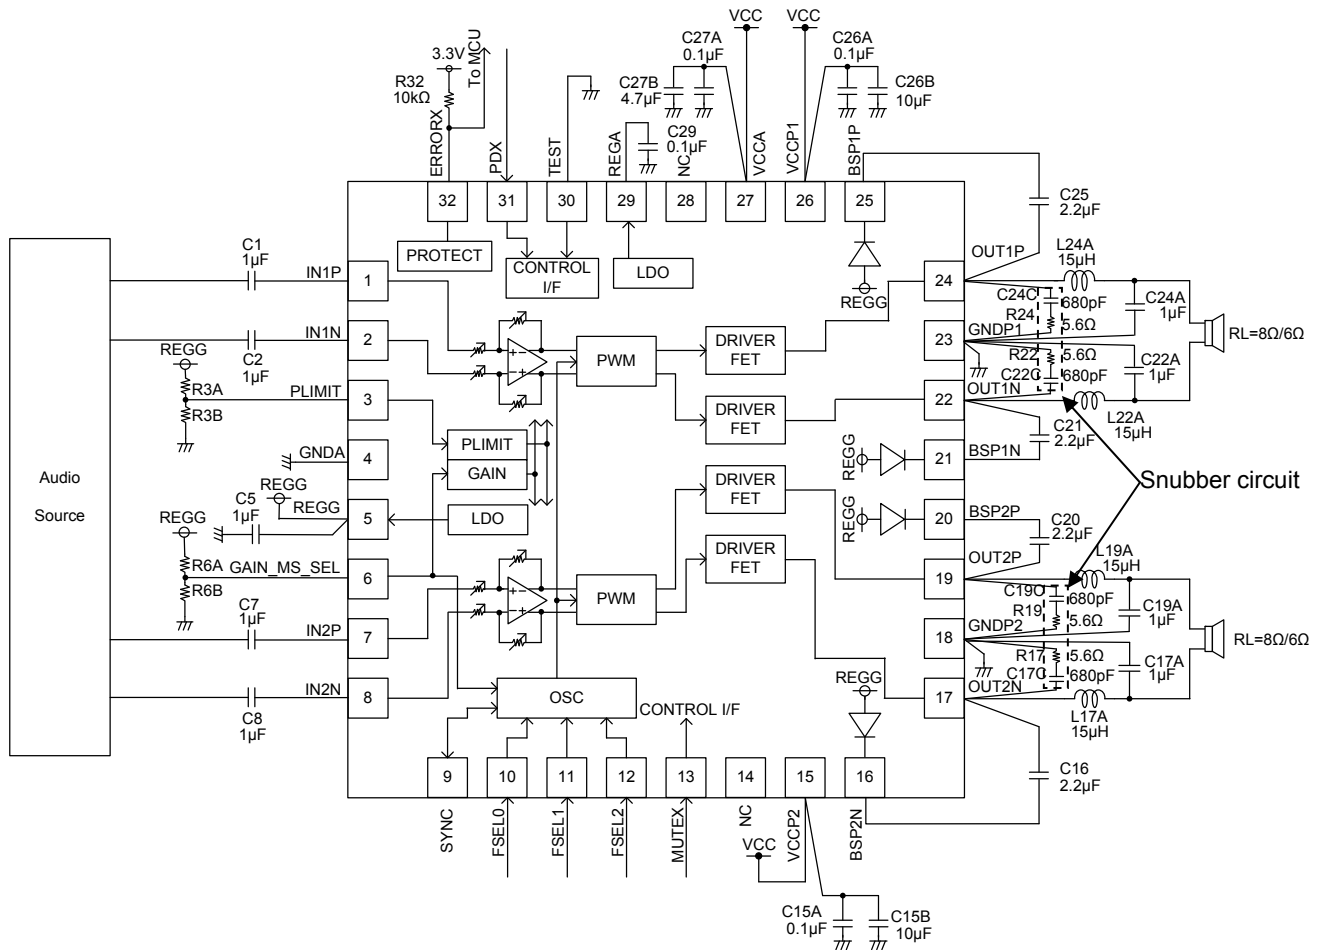 VCC
VCC
C27A
0.1µF
C26A
0.1µF
3.3V
To MCU
R32
10kΩ
C27B
4.7µF
C26B
10µF
C29
0.1µF
ERRORX
PDX
TEST
REGA
NC
VCCA
VCCP1
BSP1P
32
31
30
29
28
27
26
25
C25
2.2µF
PROTECT
CONTROL
I/F
LDO
REGG
Audio
Source
C1
1µF
IN1P
1
C2
1µF
IN1N
2
REGG
R3A
R3B
PLIMIT
3
GNDA
4
REGG
C5
1µF
REGG
5
REGG
R6A
R6B
GAIN_MS_SEL
6
C7
1µF
IN2P
7
C8
1µF
IN2N
8
+
-
-
+
PWM
DRIVER
FET
DRIVER
FET
PLIMIT
GAIN
LDO
DRIVER
FET
DRIVER
FET
+
-
-
+
PWM
OSC
CONTROL I/F
REGG
24
OUT1P
L24A
15µH
C24C
680pF
R24
5.6Ω
C24A
1µF
23
GNDP1
R22
5.6Ω
C22C
680pF
C22A
1µF
RL=8Ω/6Ω
22
OUT1N
L22A
15µH
C21
2.2µF
REGG
21
BSP1N
Snubber circuit
REGG
20
BSP2P
C20
2.2µF
19
OUT2P
L19A
15µH
C19C
680pF
R19
5.6Ω
C19A
1µF
18
GNDP2
R17
5.6Ω
C17C
680pF
C17A
1µF
RL=8Ω/6Ω
17
OUT2N
L17A
15µH
C16
2.2µF
9
10
11
12
13
14
15
16
SYNC
FSEL0
FSEL1
FSEL2
MUTEX
NC
VCCP2
BSP2N
VCC
C15A
0.1µF
C15B
10µF